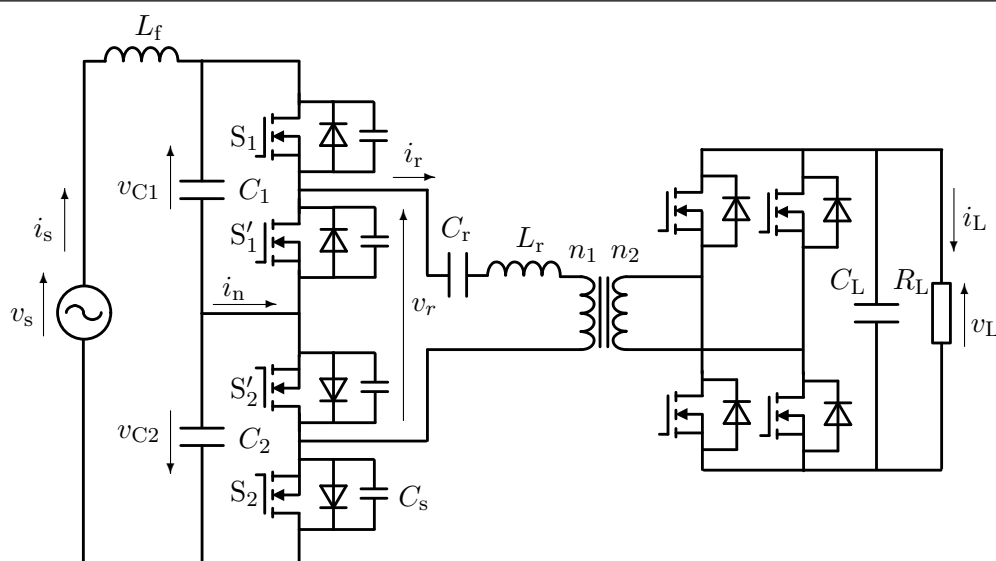 L_f
S_1
i_r
v_C1
C_1
i_s
S'_1
C_r
L_r
n_1 n_2
i_L
i_n
v_r
C_L
R_L
v_s
v_L
S'_2
v_C2
C_2
S_2
C_s